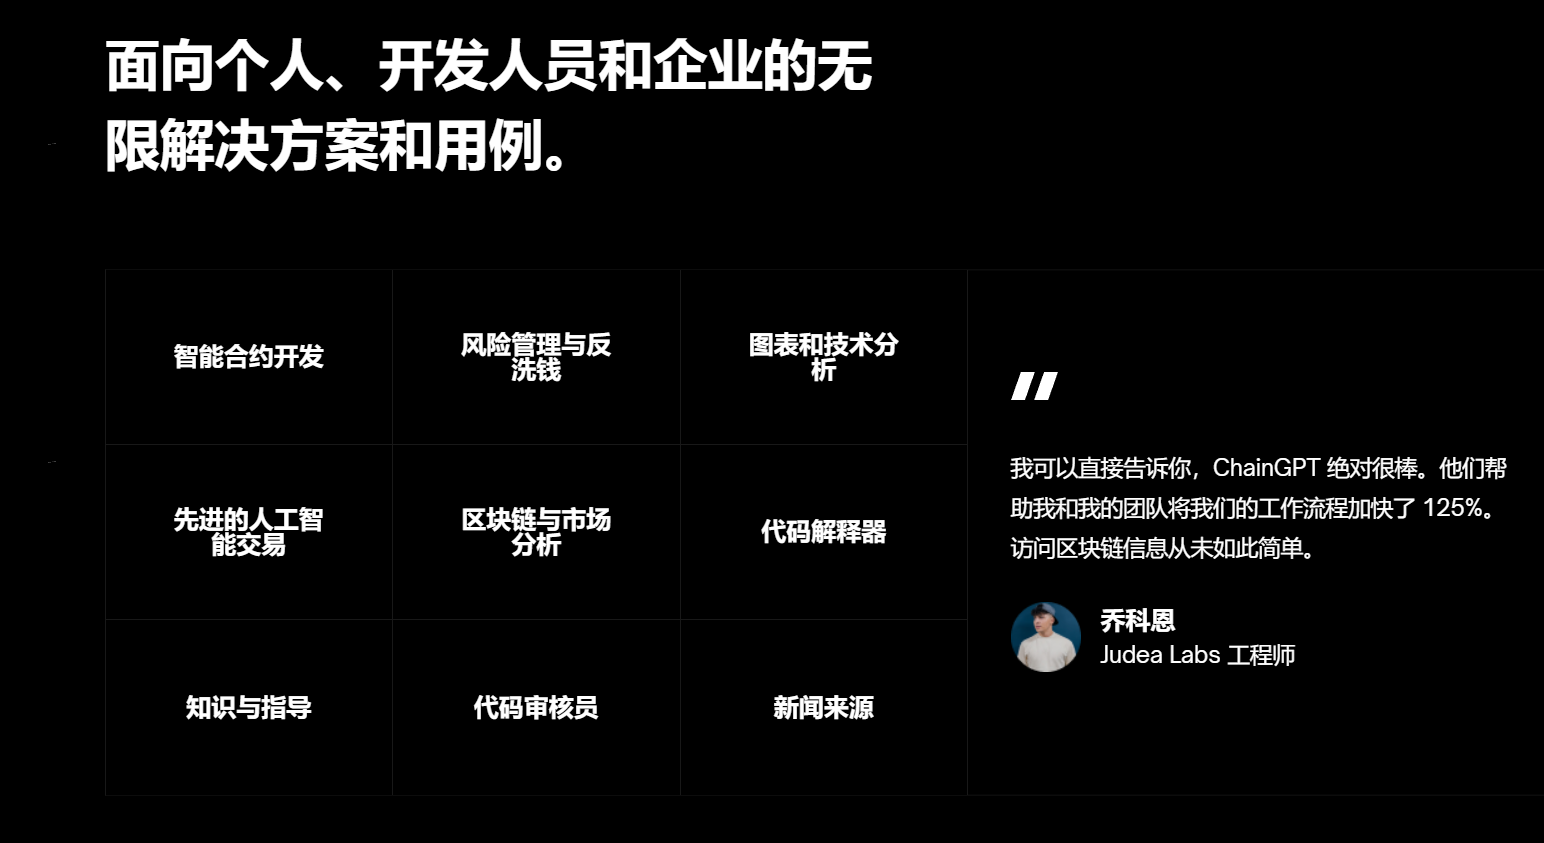 面向个人、开发人员和企业的无
限解决方案和用例。
智能合约开发
风险管理与反
洗钱
图表和技术分
析
先进的人工智
能交易
区块链与市场
分析
代码解释器
知识与指导
代码审核员
新闻来源
我可以直接告诉你，ChainGPT 绝对很棒。他们帮
助我和我的团队将我们的工作流程加快了 125%。
访问区块链信息从未如此简单。
乔科恩
Judea Labs 工程师